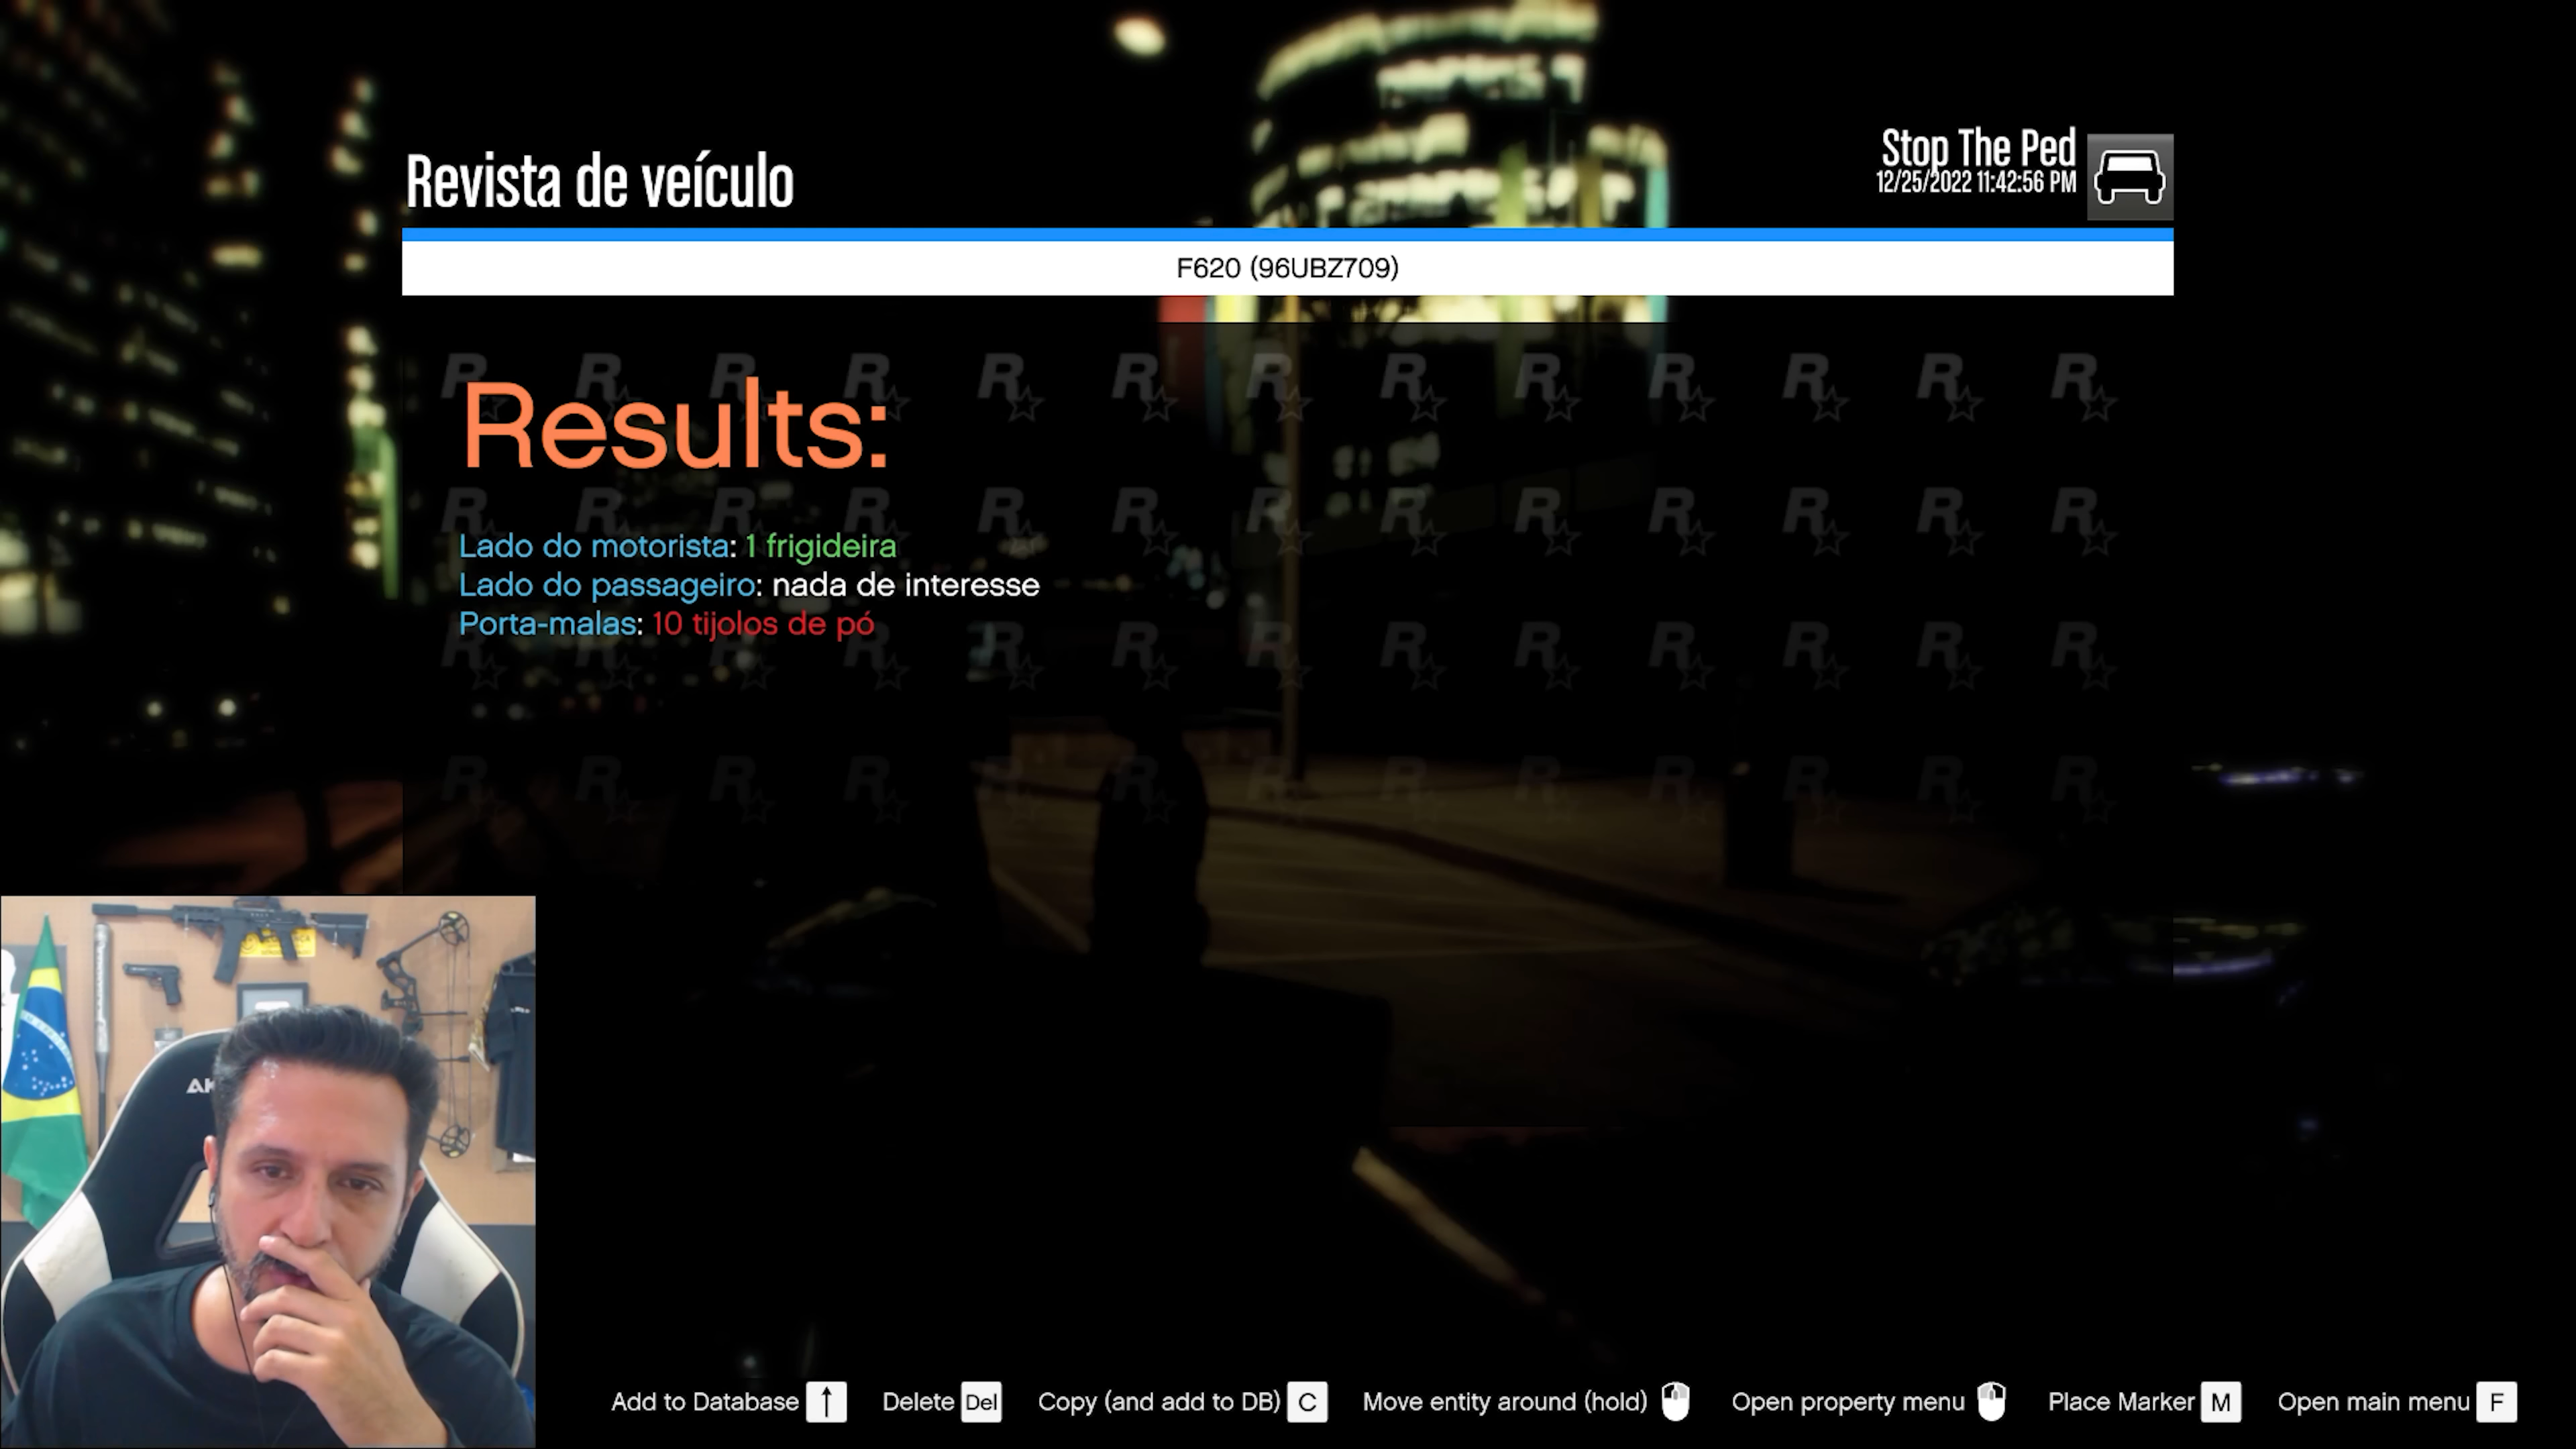 Revista de veículo
Stop The Ped
12/25/2022 11:42:56 PM
F620 (96UBZ709)
Results:
Lado do motorista: 1 frigideira
Lado do passageiro: nada de interesse
Porta-malas: 10 tijolos de pó
AK
Add to Database ↑ Delete Del Copy (and add to DB) C Move entity around (hold) Open property menu Place Marker M Open main menu F